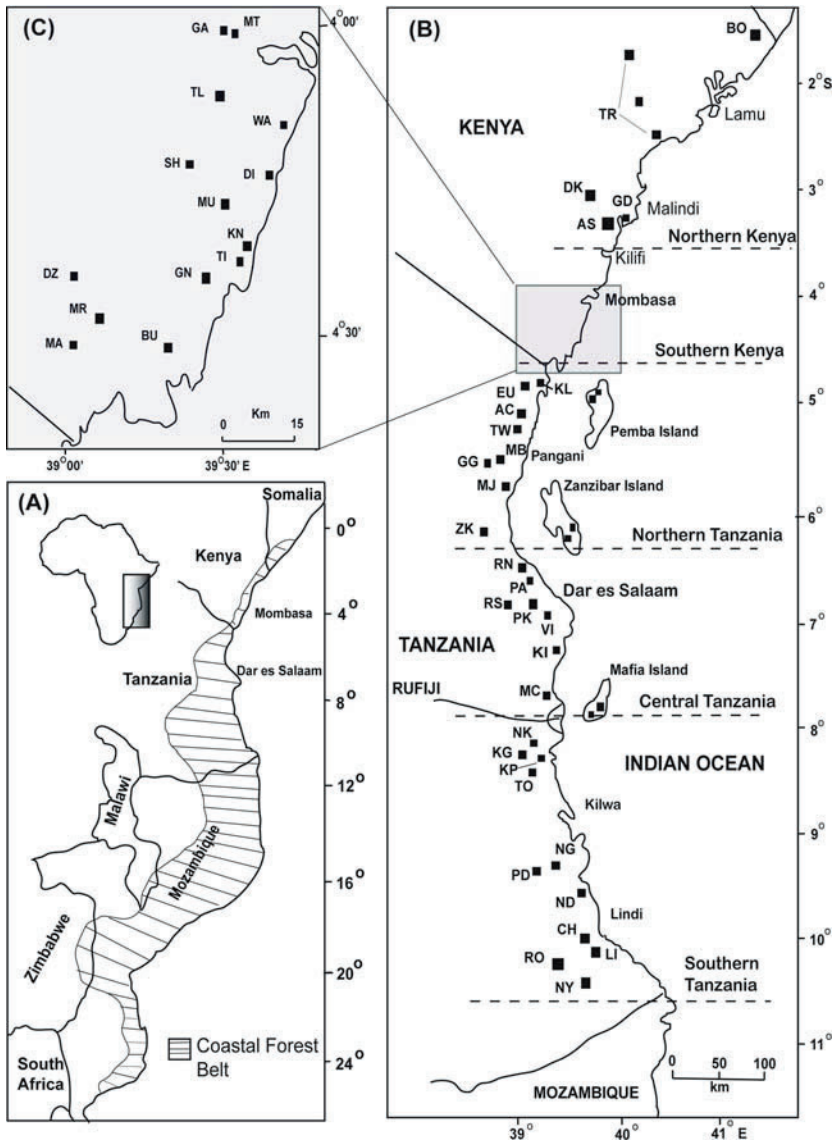 (C)
GA
MT
4°00'
TL
WA
SH
DI
MU
KN
TI
DZ
GN
MR
MA
BU
4°30'
Km
0 15
39°00'
39°30' E
(B)
BO
2°S
TR
Lamu
KENYA
3°
DK
GD
AS
Malindi
Northern Kenya
Kilifi
4°
Mombasa
Southern Kenya
EU
KL
5°
AC
TW
Pemba Island
MB
Pangani
GG
MJ
Zanzibar Island
6°
ZK
Northern Tanzania
RN
PA
Dar es Salaam
RS
PK
VI
7°
TANZANIA
KI
Mafia Island
MC
RUFIJI
Central Tanzania
8°
NK
KG
KP
INDIAN OCEAN
TO
Kilwa
9°
NG
PD
ND
Lindi
CH
10°
LI
RO
NY
Southern
Tanzania
11°
0 100
km
MOZAMBIQUE
39°
40°
41° E
(A)
Somalia
0°
Kenya
4°
Mombasa
Tanzania
Dar es Salaam
8°
12°
Malawi
Mozambique
16°
Zimbabwe
20°
Coastal Forest
Belt
South
Africa
24°